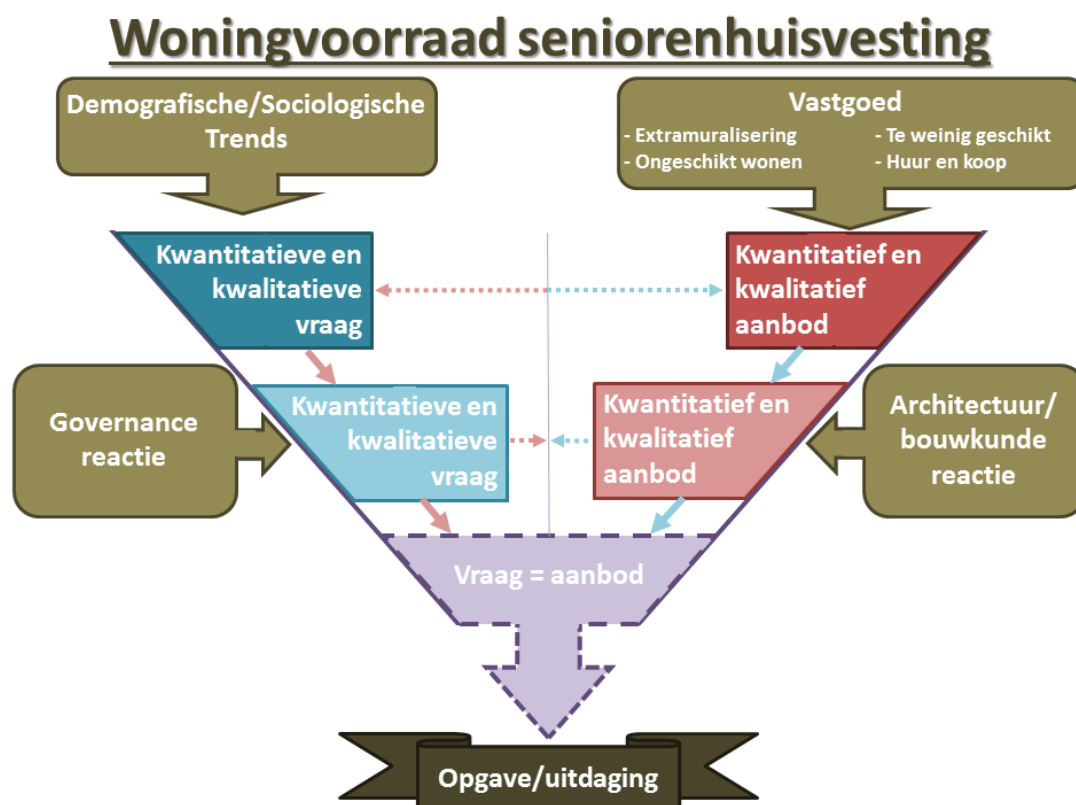 Woningvoorraad seniorenhuisvesting
Demografische/Sociologische
Trends
Vastgoed
- Extramuralisering
- Ongeschikt wonen
- Te weinig geschikt
- Huur en koop
Kwantitatieve en
kwalitatieve
vraag
Kwantitatief en
kwalitatief
aanbod
Governance
reactie
Kwantitatieve en
kwalitatieve
vraag
Kwantitatief en
kwalitatief
aanbod
Architectuur/
bouwkunde
reactie
Vraag = aanbod
Opgave/uitdaging